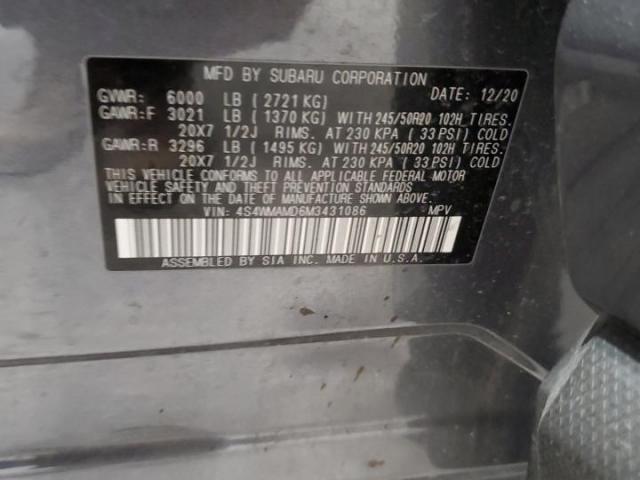 MFD BY SUBARU CORPORATION
GVWR: 6000 LB ( 2721 KG) DATE: 12/20
GAWR:F 3021 LB ( 1370 KG) WITH 245/50R20 102H TIRES.
20X7 1/2J RIMS. AT 230 KPA ( 33 PSI) COLD
GAWR:R 3296 LB ( 1495 KG) WITH 245/50R20 102H TIRES.
20X7 1/2J RIMS. AT 230 KPA ( 33 PSI) COLD
THIS VEHICLE CONFORMS TO ALL APPLICABLE FEDERAL MOTOR
VEHICLE SAFETY AND THEFT PREVENTION STANDARDS
IN EFFECT ON THE DATE OF MANUFACTURE SHOWN ABOVE.
VIN: 4S4WMAMD6M3431086 MPV
ASSEMBLED BY SIA INC. MADE IN U.S.A.